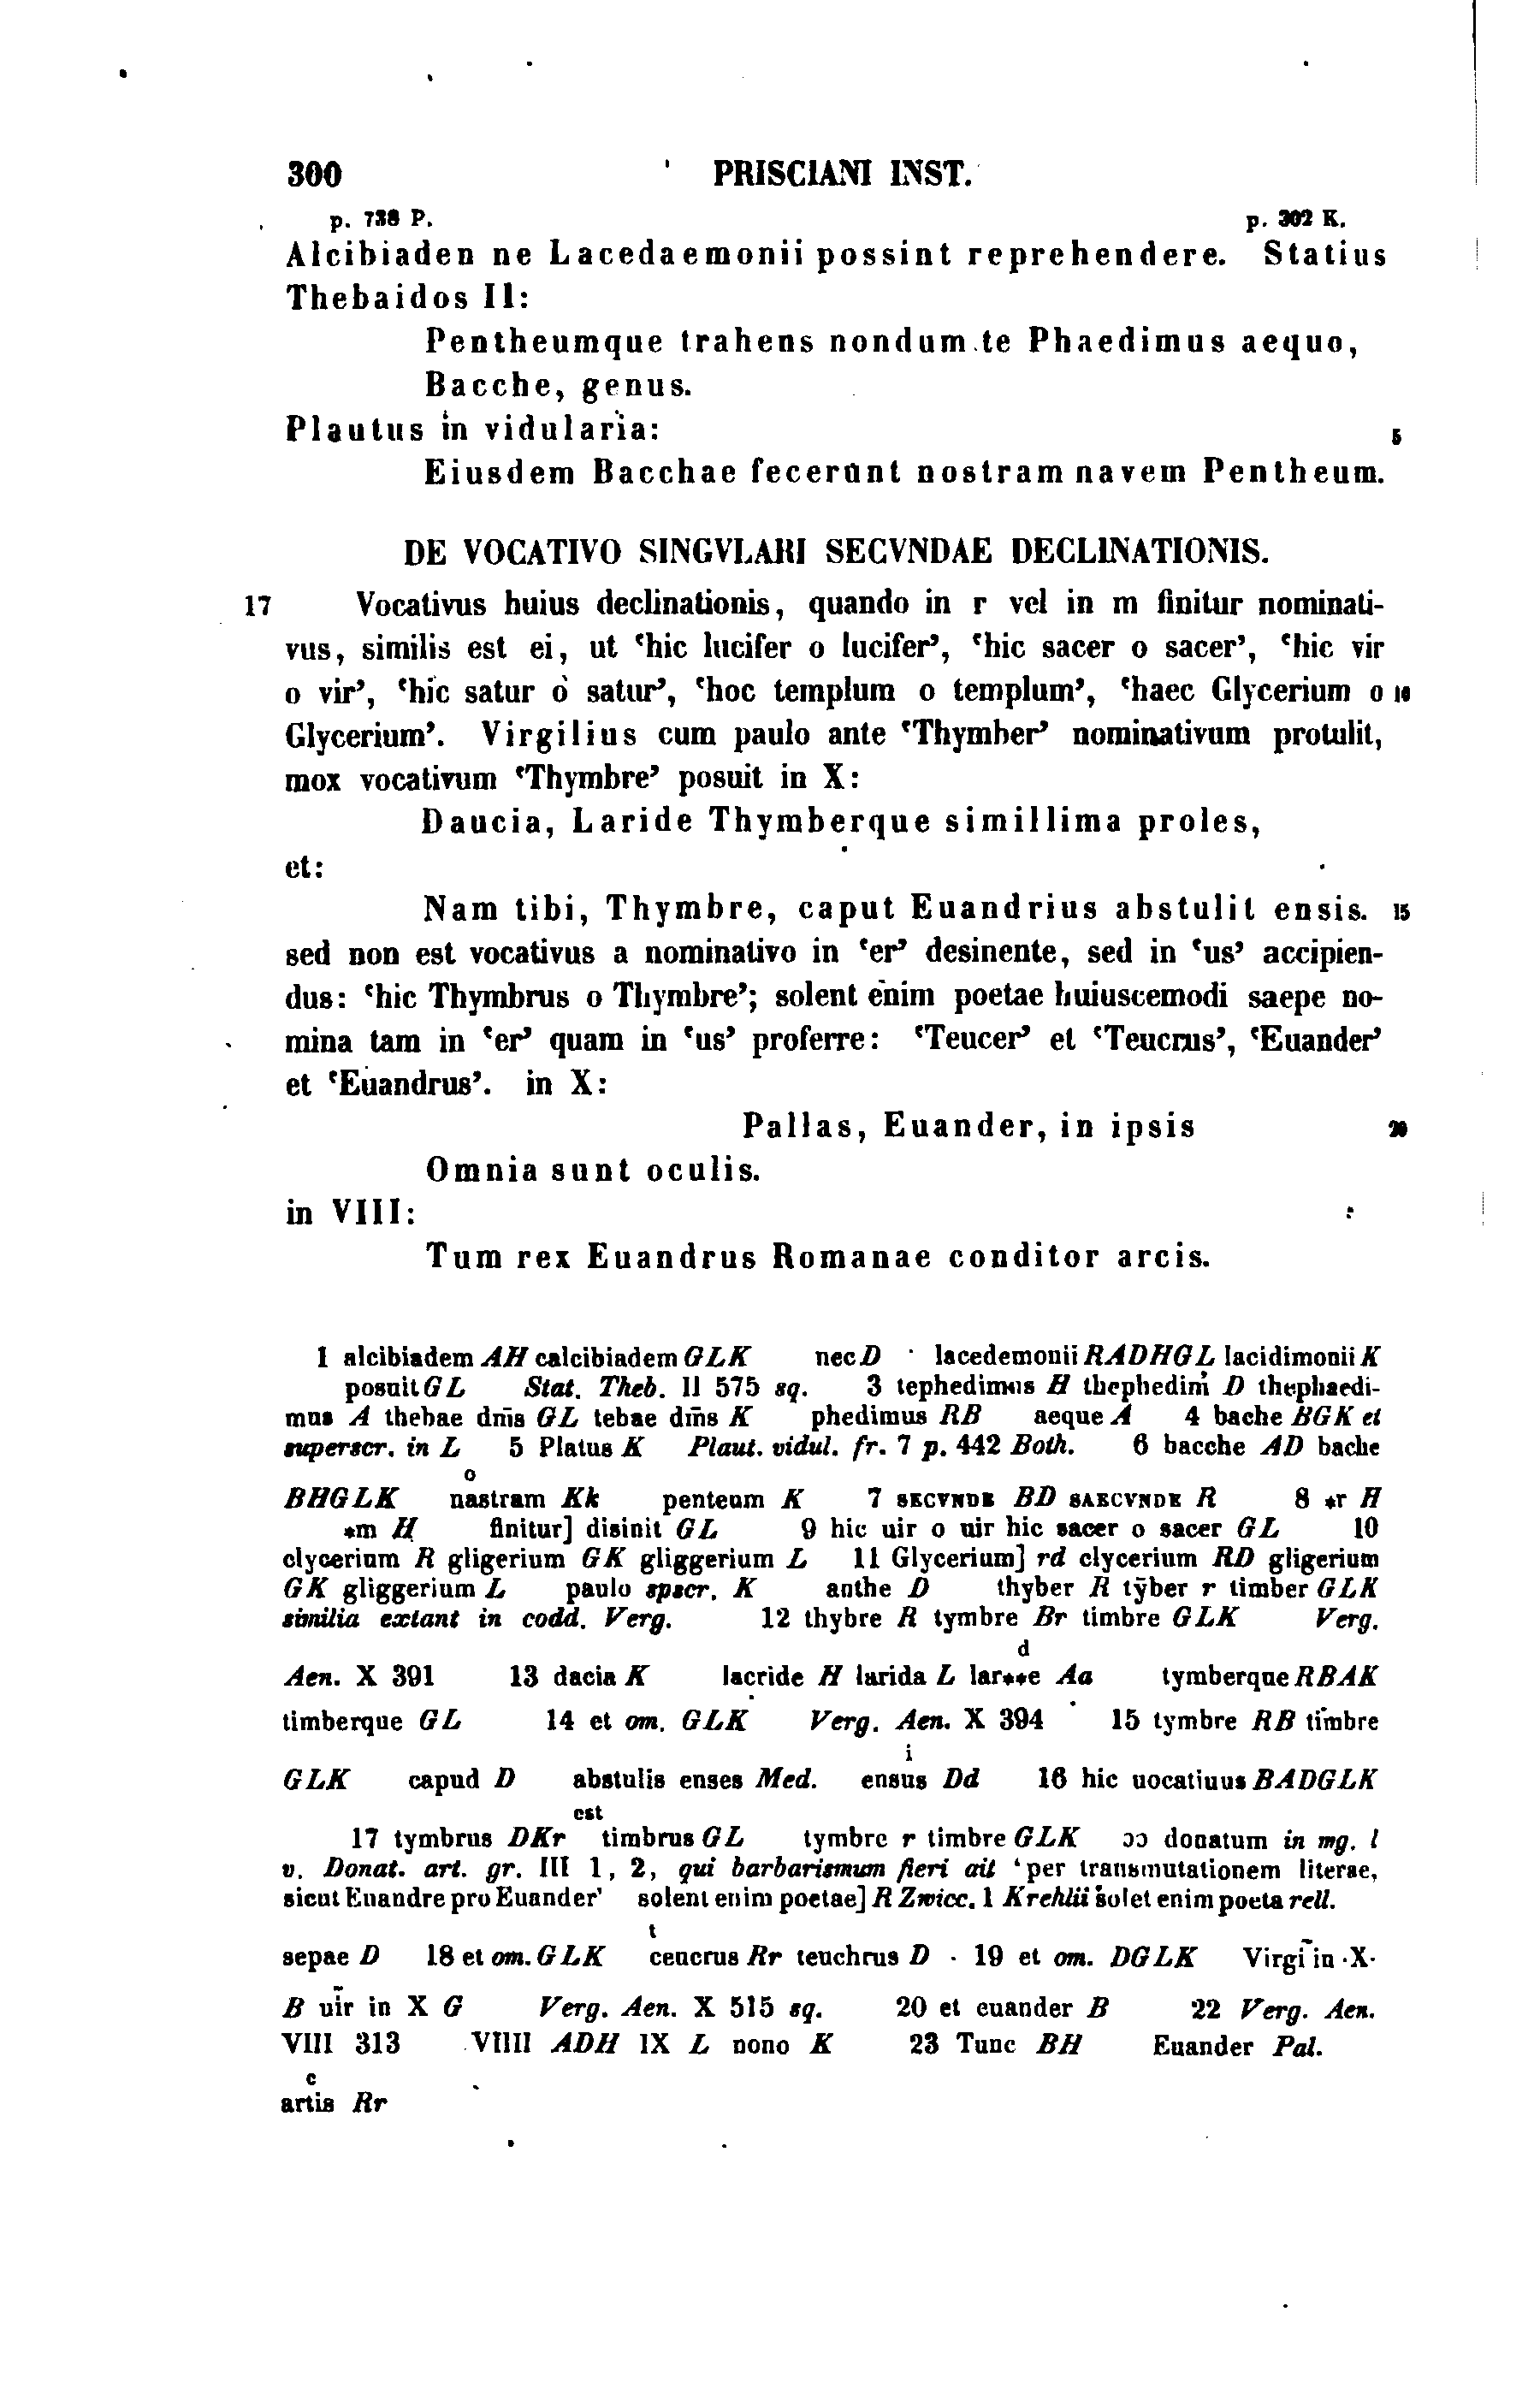 300 PRISCIANI INST.
p. 738 P. p. 302 K.
Alcibiaden ne Lacedaemonii possint reprehendere. Statius
Thebaidos II:
Pentheumque trahens nondum te Phaedimus aequo,
Bacche, genus.
Plautus in vidularia: 5
Eiusdem Bacchae fecerunt nostram navem Pentheum.
DE VOCATIVO SINGVLARI SECVNDAE DECLINATIONIS.
17 Vocativus huius declinationis, quando in r vel in m finitur nominati-
vus, similis est ei, ut ‘hic lucifer o lucifer’, ‘hic sacer o sacer’, ‘hic vir
o vir’, ‘hic satur o satur’, ‘hoc templum o templum’, ‘haec Glycerium o 10
Glycerium’. Virgilius cum paulo ante ‘Thymber’ nominativum protulit,
mox vocativum ‘Thymbre’ posuit in X:
Daucia, Laride Thymberque simillima proles,
et:
Nam tibi, Thymbre, caput Euandrius abstulit ensis. 15
sed non est vocativus a nominativo in ‘er’ desinente, sed in ‘us’ accipien-
dus: ‘hic Thymbrus o Thymbre’; solent enim poetae huiuscemodi saepe no-
mina tam in ‘er’ quam in ‘us’ proferre: ‘Teucer’ et ‘Teucrus’, ‘Euander’
et ‘Euandrus’. in X:
Pallas, Euander, in ipsis 20
Omnia sunt oculis.
in VIII:
Tum rex Euandrus Romanae conditor arcis.
1 alcibiadem AH calcibiadem GLK nec D lacedemonii RADHGL lacidimonii K
posuit GL Stat. Theb. II 575 sq. 3 tephedimus H thephedim D thephaedi-
mus A thebae dm̄s GL tebae dm̄s K phedimus RB aeque A 4 bache BGK et
superscr. in L 5 Platus K Plaut. vidul. fr. 7 p. 442 Both. 6 bacche AD bache
o
BHGLK nastram Kk penteum K 7 SECVNDE BD SAECVNDE R 8 *r H
*m H finitur] disinit GL 9 hic uir o uir hic sacer o sacer GL 10
clycerium R gligerium GK gliggerium L 11 Glycerium] rd clycerium RD gligerium
GK gliggerium L paulo spscr. K anthe D thyber R tȳber r timber GLK
similia extant in codd. Verg. 12 thybre R tymbre Br timbre GLK Verg.
d
Aen. X 391 13 dacia K lacride H larida L lar**e Aa tymberque RBAK
timberque GL 14 et om. GLK Verg. Aen. X 394 15 tymbre RB timbre
i
GLK capud D abstulis enses Med. ensus Dd 16 hic uocatiuus BADGLK
est
17 tymbrus DKr timbrus GL tymbre r timbre GLK ɔɔ donatum in mg. l
v. Donat. art. gr. III 1, 2, qui barbarismum fieri ait ‘per transmutationem literae,
sicut Euandre pro Euander’ solent enim poetae] R Zwicc. 1 Krehlii solet enim poeta rell.
t
sepae D 18 et om. GLK ceucrus Rr teuchrus D 19 et om. DGLK Virgi̅ in ·X·
B uir̄ in X G Verg. Aen. X 515 sq. 20 et euander B 22 Verg. Aen.
VIII 313 VIIII ADH IX L nono K 23 Tunc BH Euander Pal.
c
artis Rr